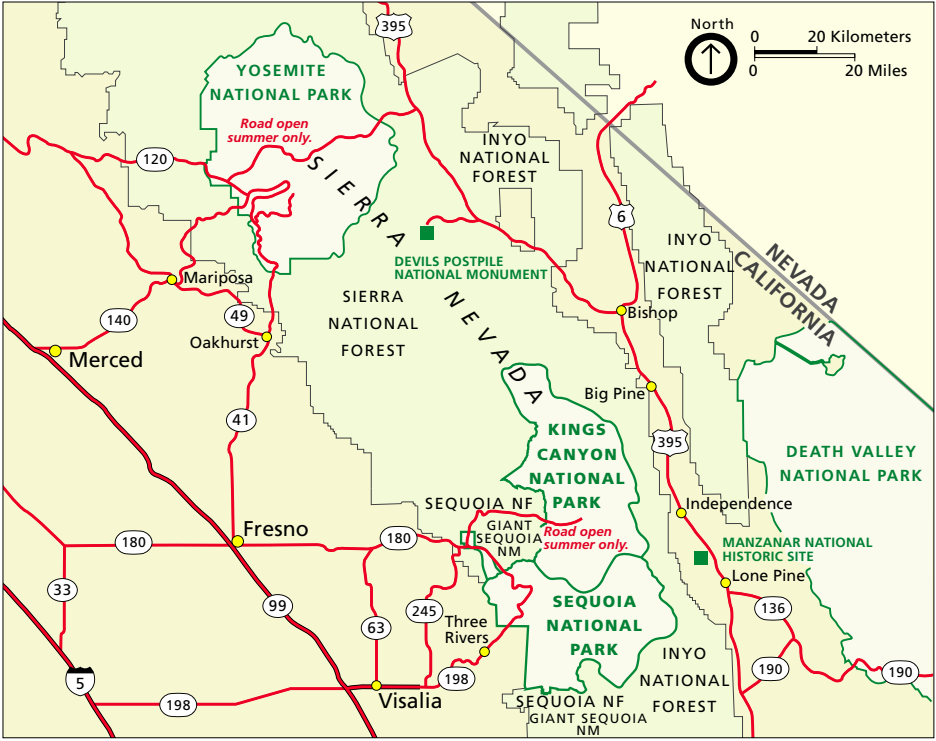 395
North
0 20 Kilometers
0 20 Miles
YOSEMITE
NATIONAL PARK
Road open
summer only.
INYO
NATIONAL
FOREST
120
SIERRA NEVADA
6
INYO
NATIONAL
FOREST
NEVADA
CALIFORNIA
DEVILS POSTPILE
NATIONAL MONUMENT
Mariposa
SIERRA
NATIONAL
FOREST
140
49
Oakhurst
Bishop
Merced
Big Pine
41
KINGS
CANYON
NATIONAL
PARK
395
DEATH VALLEY
NATIONAL PARK
SEQUOIA NF
Independence
GIANT
SEQUOIA
NM
Road open
summer only.
Fresno
180
180
MANZANAR NATIONAL
HISTORIC SITE
Lone Pine
33
99
63
245
Three
Rivers
SEQUOIA
NATIONAL
PARK
136
190
190
INYO
NATIONAL
FOREST
5
198
Visalia
198
SEQUOIA NF
GIANT SEQUOIA
NM